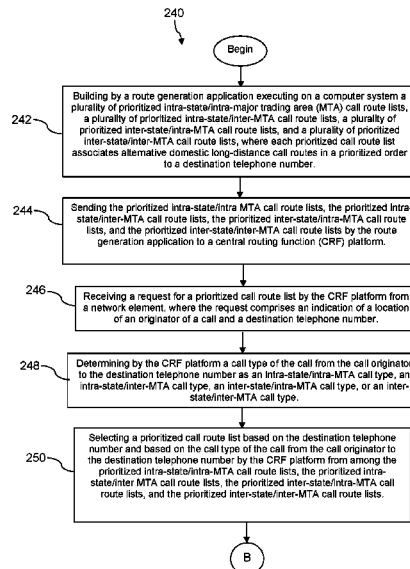 240
Begin
242
Building by a route generation application executing on a computer system a
plurality of prioritized intra-state/intra-major trading area (MTA) call route lists,
a plurality of prioritized intra-state/inter-MTA call route lists, a plurality of
prioritized inter-state/intra-MTA call route lists, and a plurality of prioritized
inter-state/inter-MTA call route lists, where each prioritized call route list
associates alternative domestic long-distance call routes in a prioritized order
to a destination telephone number.
244
Sending the prioritized intra-state/intra MTA call route lists, the prioritized intra-
state/inter-MTA call route lists, the prioritized inter-state/intra-MTA call route
lists, and the prioritized inter-state/inter-MTA call route lists by the route
generation application to a central routing function (CRF) platform.
246
Receiving a request for a prioritized call route list by the CRF platform from
a network element, where the request comprises an indication of a location
of an originator of a call and a destination telephone number.
248
Determining by the CRF platform a call type of the call from the call originator
to the destination telephone number as an intra-state/intra-MTA call type, an
intra-state/inter-MTA call type, an inter-state/intra-MTA call type, or an inter-
state/inter-MTA call type.
250
Selecting a prioritized call route list based on the destination telephone
number and based on the call type of the call from the call originator to
the destination telephone number by the CRF platform from among the
prioritized intra-state/intra-MTA call route lists, the prioritized intra-
state/inter MTA call route lists, the prioritized inter-state/intra-MTA call
route lists, and the prioritized inter-state/inter-MTA call route lists.
B